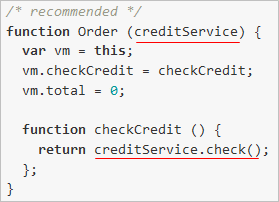 /* recommended */
function Order (creditService) {
  var vm = this;
  vm.checkCredit = checkCredit;
  vm.total = 0;

  function checkCredit () {
    return creditService.check();
  };
}